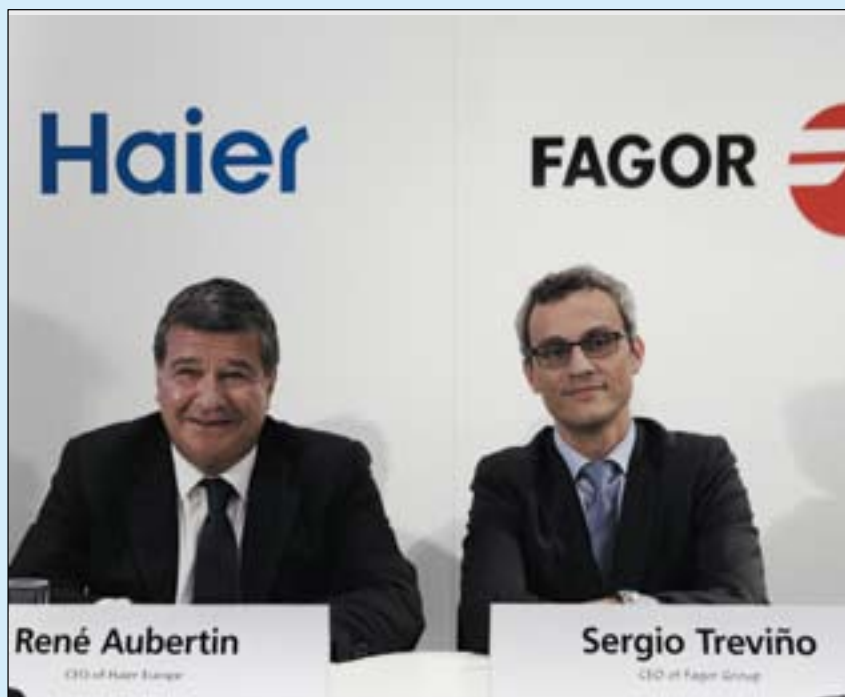 Haier
FAGOR
René Aubertin
CEO of Haier Europe
Sergio Treviño
CEO of Fagor Group